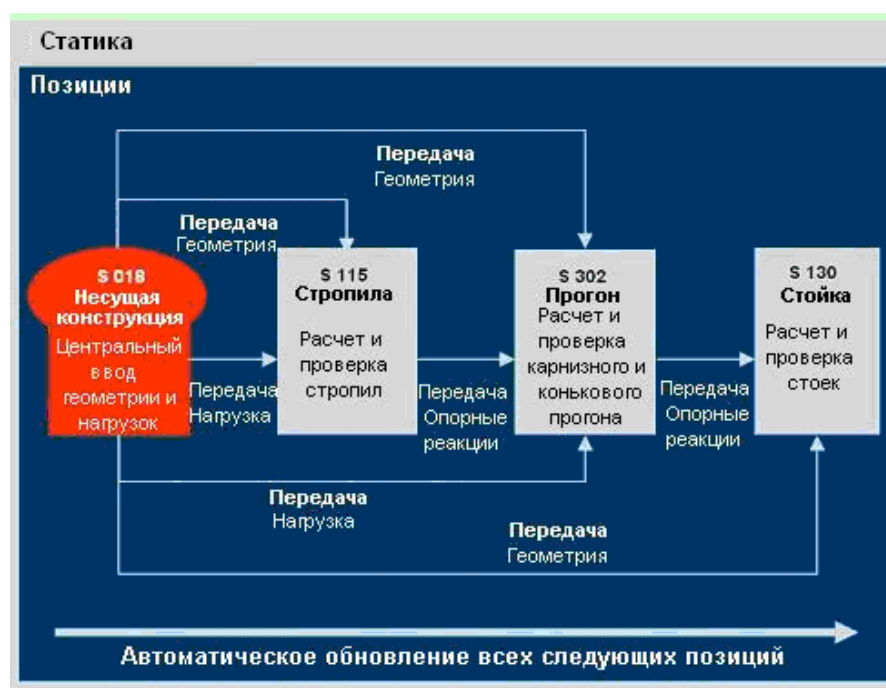 Статика
Позиции
Передача
Геометрия
Передача
Геометрия
S 018
Несущая
конструкция
Центральный
ввод
геометрии и
нагрузок
Передача
Нагрузка
S 115
Стропила
Расчет и
проверка
стропил
Передача
Опорные
реакции
S 302
Прогон
Расчет и
проверка
карнизного и
конькового
прогона
Передача
Опорные
реакции
S 130
Стойка
Расчет и
проверка
стоек
Передача
Нагрузка
Передача
Геометрия
Автоматическое обновление всех следующих позиций